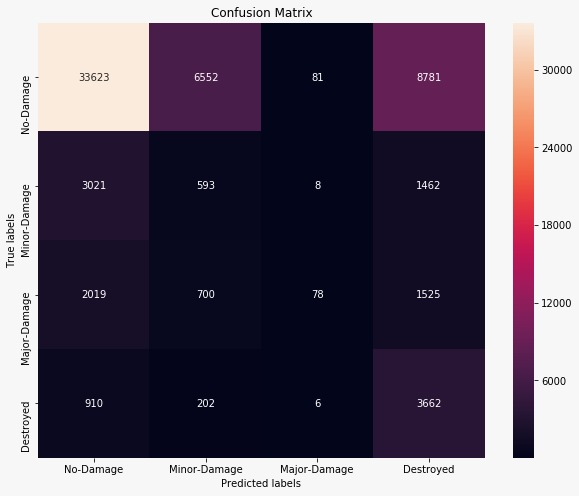 Confusion Matrix
True labels
No-Damage
33623 6552 81 8781
Minor-Damage
3021 593 8 1462
Major-Damage
2019 700 78 1525
Destroyed
910 202 6 3662
No-Damage Minor-Damage Major-Damage Destroyed
Predicted labels
30000
24000
18000
12000
6000